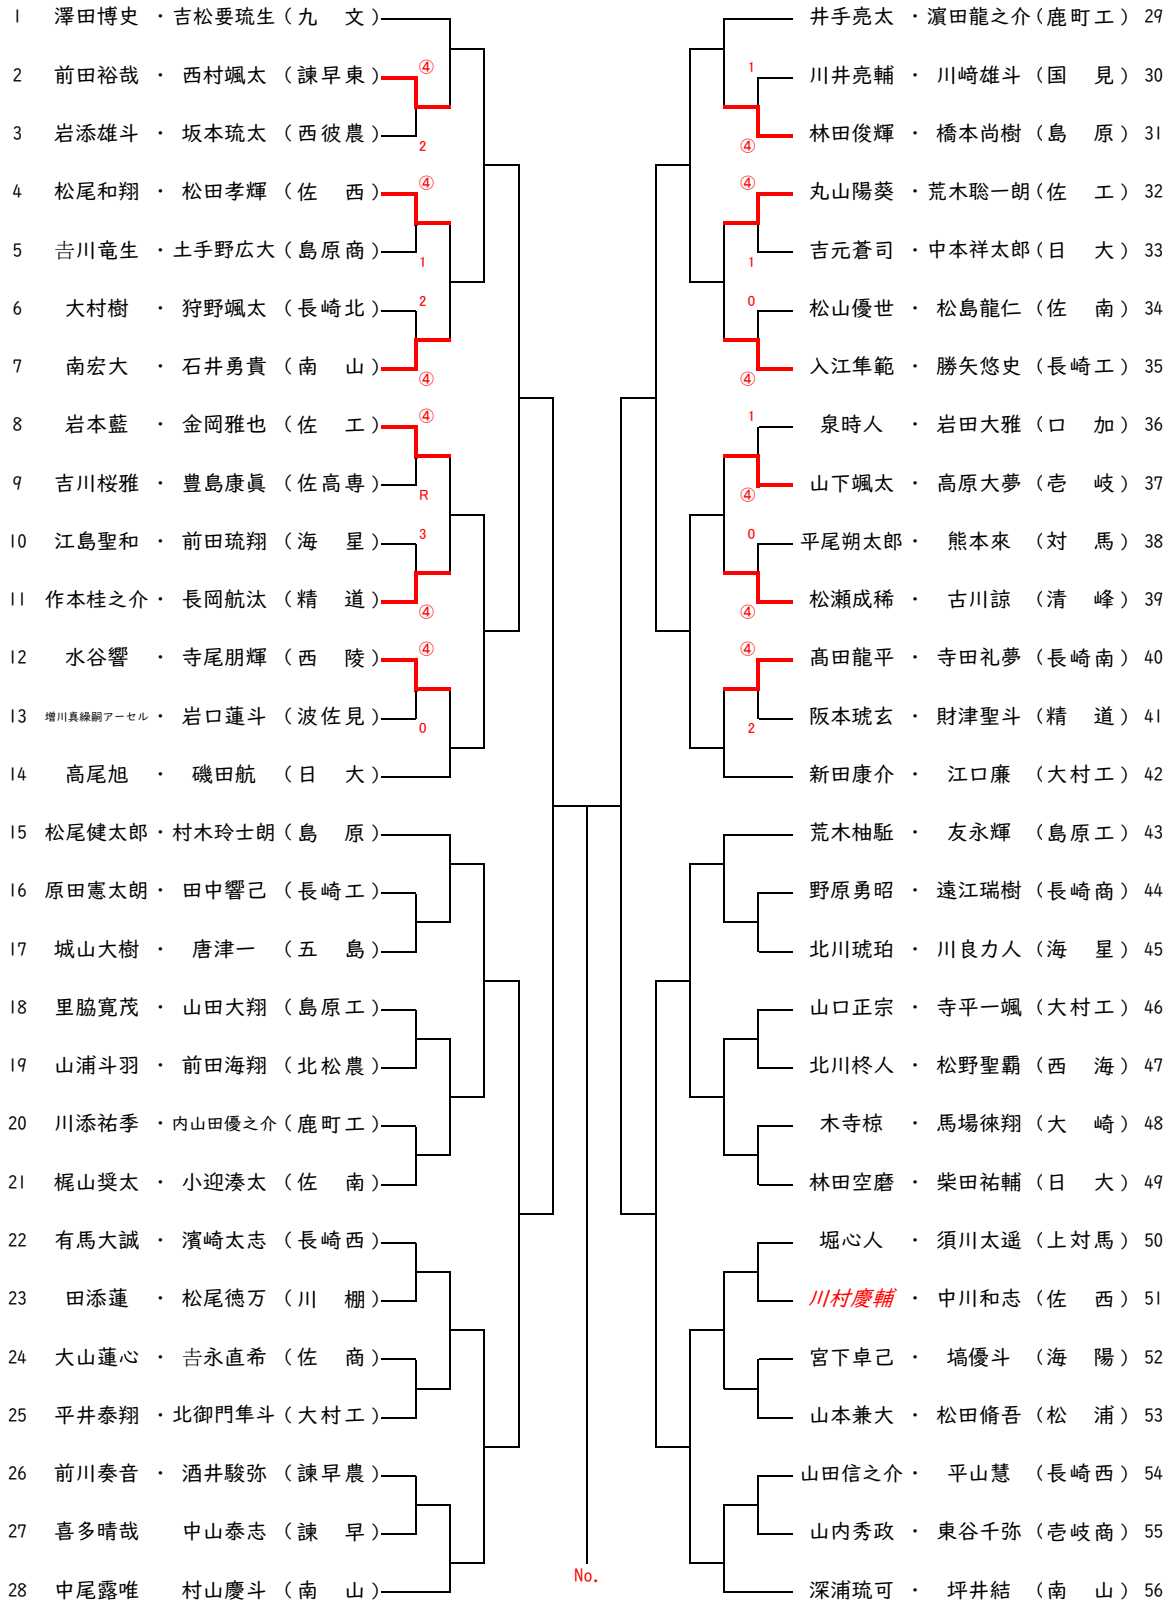 1 澤田博史・吉松要琉生(九 文)
④
2 前田裕哉・西村颯太(諫早東)
3 岩添雄斗・坂本琉太(西彼農)
2
④
4 松尾和翔・松田孝輝(佐 西)
5 𠮷川竜生・土手野広大(島原商)
1
2
6 大村樹・狩野颯太(長崎北)
7 南宏大・石井勇貴(南 山)
④
④
8 岩本藍・金岡雅也(佐 工)
9 吉川桜雅・豊島康眞(佐高専)
R
3
10 江島聖和・前田琉翔(海 星)
11 作本桂之介・長岡航汰(精 道)
④
④
12 水谷響・寺尾朋輝(西 陵)
13 増川真繰嗣アーセル・岩口蓮斗(波佐見)
0
14 高尾旭・磯田航(日 大)
15 松尾健太郎・村木玲士朗(島 原)
16 原田憲太朗・田中響己(長崎工)
17 城山大樹・唐津一(五 島)
18 里脇寛茂・山田大翔(島原工)
19 山浦斗羽・前田海翔(北松農)
20 川添祐季・内山田優之介(鹿町工)
21 梶山奨太・小迎湊太(佐 南)
22 有馬大誠・濱崎太志(長崎西)
23 田添蓮・松尾徳万(川 棚)
24 大山蓮心・𠮷永直希(佐 商)
25 平井泰翔・北御門隼斗(大村工)
26 前川奏音・酒井駿弥(諫早農)
27 喜多晴哉 中山泰志(諫 早)
28 中尾露唯 村山慶斗(南 山)
No.
井手亮太・濵田龍之介(鹿町工) 29
1
川井亮輔・川﨑雄斗(国 見) 30
林田俊輝・橋本尚樹(島 原) 31
④
④
丸山陽葵・荒木聡一朗(佐 工) 32
吉元蒼司・中本祥太郎(日 大) 33
1
0
松山優世・松島龍仁(佐 南) 34
入江隼範・勝矢悠史(長崎工) 35
④
1
泉時人・岩田大雅(口 加) 36
山下颯太・高原大夢(壱 岐) 37
④
0
平尾朔太郎・熊本來(対 馬) 38
松瀬成稀・古川諒(清 峰) 39
④
④
髙田龍平・寺田礼夢(長崎南) 40
阪本琥玄・財津聖斗(精 道) 41
2
新田康介・江口廉(大村工) 42
荒木柚駈・友永輝(島原工) 43
野原勇昭・遠江瑞樹(長崎商) 44
北川琥珀・川良力人(海 星) 45
山口正宗・寺平一颯(大村工) 46
北川柊人・松野聖覇(西 海) 47
木寺椋・馬場徠翔(大 崎) 48
林田空磨・柴田祐輔(日 大) 49
堀心人・須川太遥(上対馬) 50
川村慶輔・中川和志(佐 西) 51
宮下卓己・塙優斗(海 陽) 52
山本兼大・松田脩吾(松 浦) 53
山田信之介・平山慧(長崎西) 54
山内秀政・東谷千弥(壱岐商) 55
深浦琉可・坪井結(南 山) 56